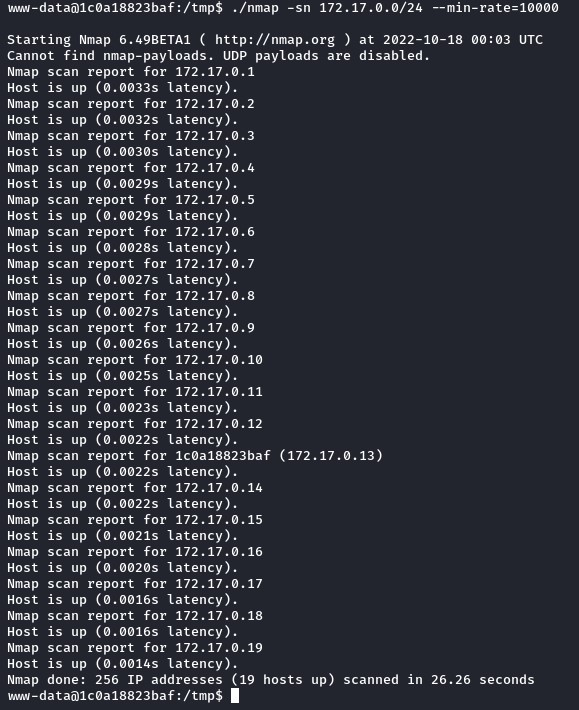 www-data@1c0a18823baf:/tmp$ ./nmap -sn 172.17.0.0/24 --min-rate=10000
Starting Nmap 6.49BETA1 ( http://nmap.org ) at 2022-10-18 00:03 UTC
Cannot find nmap-payloads. UDP payloads are disabled.
Nmap scan report for 172.17.0.1
Host is up (0.0033s latency).
Nmap scan report for 172.17.0.2
Host is up (0.0032s latency).
Nmap scan report for 172.17.0.3
Host is up (0.0030s latency).
Nmap scan report for 172.17.0.4
Host is up (0.0029s latency).
Nmap scan report for 172.17.0.5
Host is up (0.0029s latency).
Nmap scan report for 172.17.0.6
Host is up (0.0028s latency).
Nmap scan report for 172.17.0.7
Host is up (0.0027s latency).
Nmap scan report for 172.17.0.8
Host is up (0.0027s latency).
Nmap scan report for 172.17.0.9
Host is up (0.0026s latency).
Nmap scan report for 172.17.0.10
Host is up (0.0025s latency).
Nmap scan report for 172.17.0.11
Host is up (0.0023s latency).
Nmap scan report for 172.17.0.12
Host is up (0.0022s latency).
Nmap scan report for 1c0a18823baf (172.17.0.13)
Host is up (0.0022s latency).
Nmap scan report for 172.17.0.14
Host is up (0.0022s latency).
Nmap scan report for 172.17.0.15
Host is up (0.0021s latency).
Nmap scan report for 172.17.0.16
Host is up (0.0020s latency).
Nmap scan report for 172.17.0.17
Host is up (0.0016s latency).
Nmap scan report for 172.17.0.18
Host is up (0.0016s latency).
Nmap scan report for 172.17.0.19
Host is up (0.0014s latency).
Nmap done: 256 IP addresses (19 hosts up) scanned in 26.26 seconds
www-data@1c0a18823baf:/tmp$